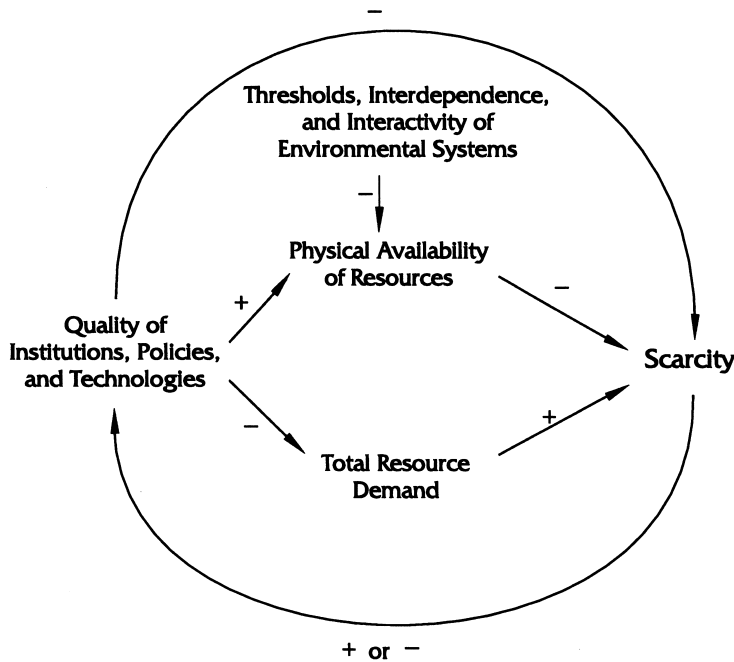 −
Thresholds, Interdependence,
and Interactivity of
Environmental Systems
−
Physical Availability
of Resources
+
−
Quality of
Institutions, Policies,
and Technologies
Scarcity
−
+
Total Resource
Demand
+ or −